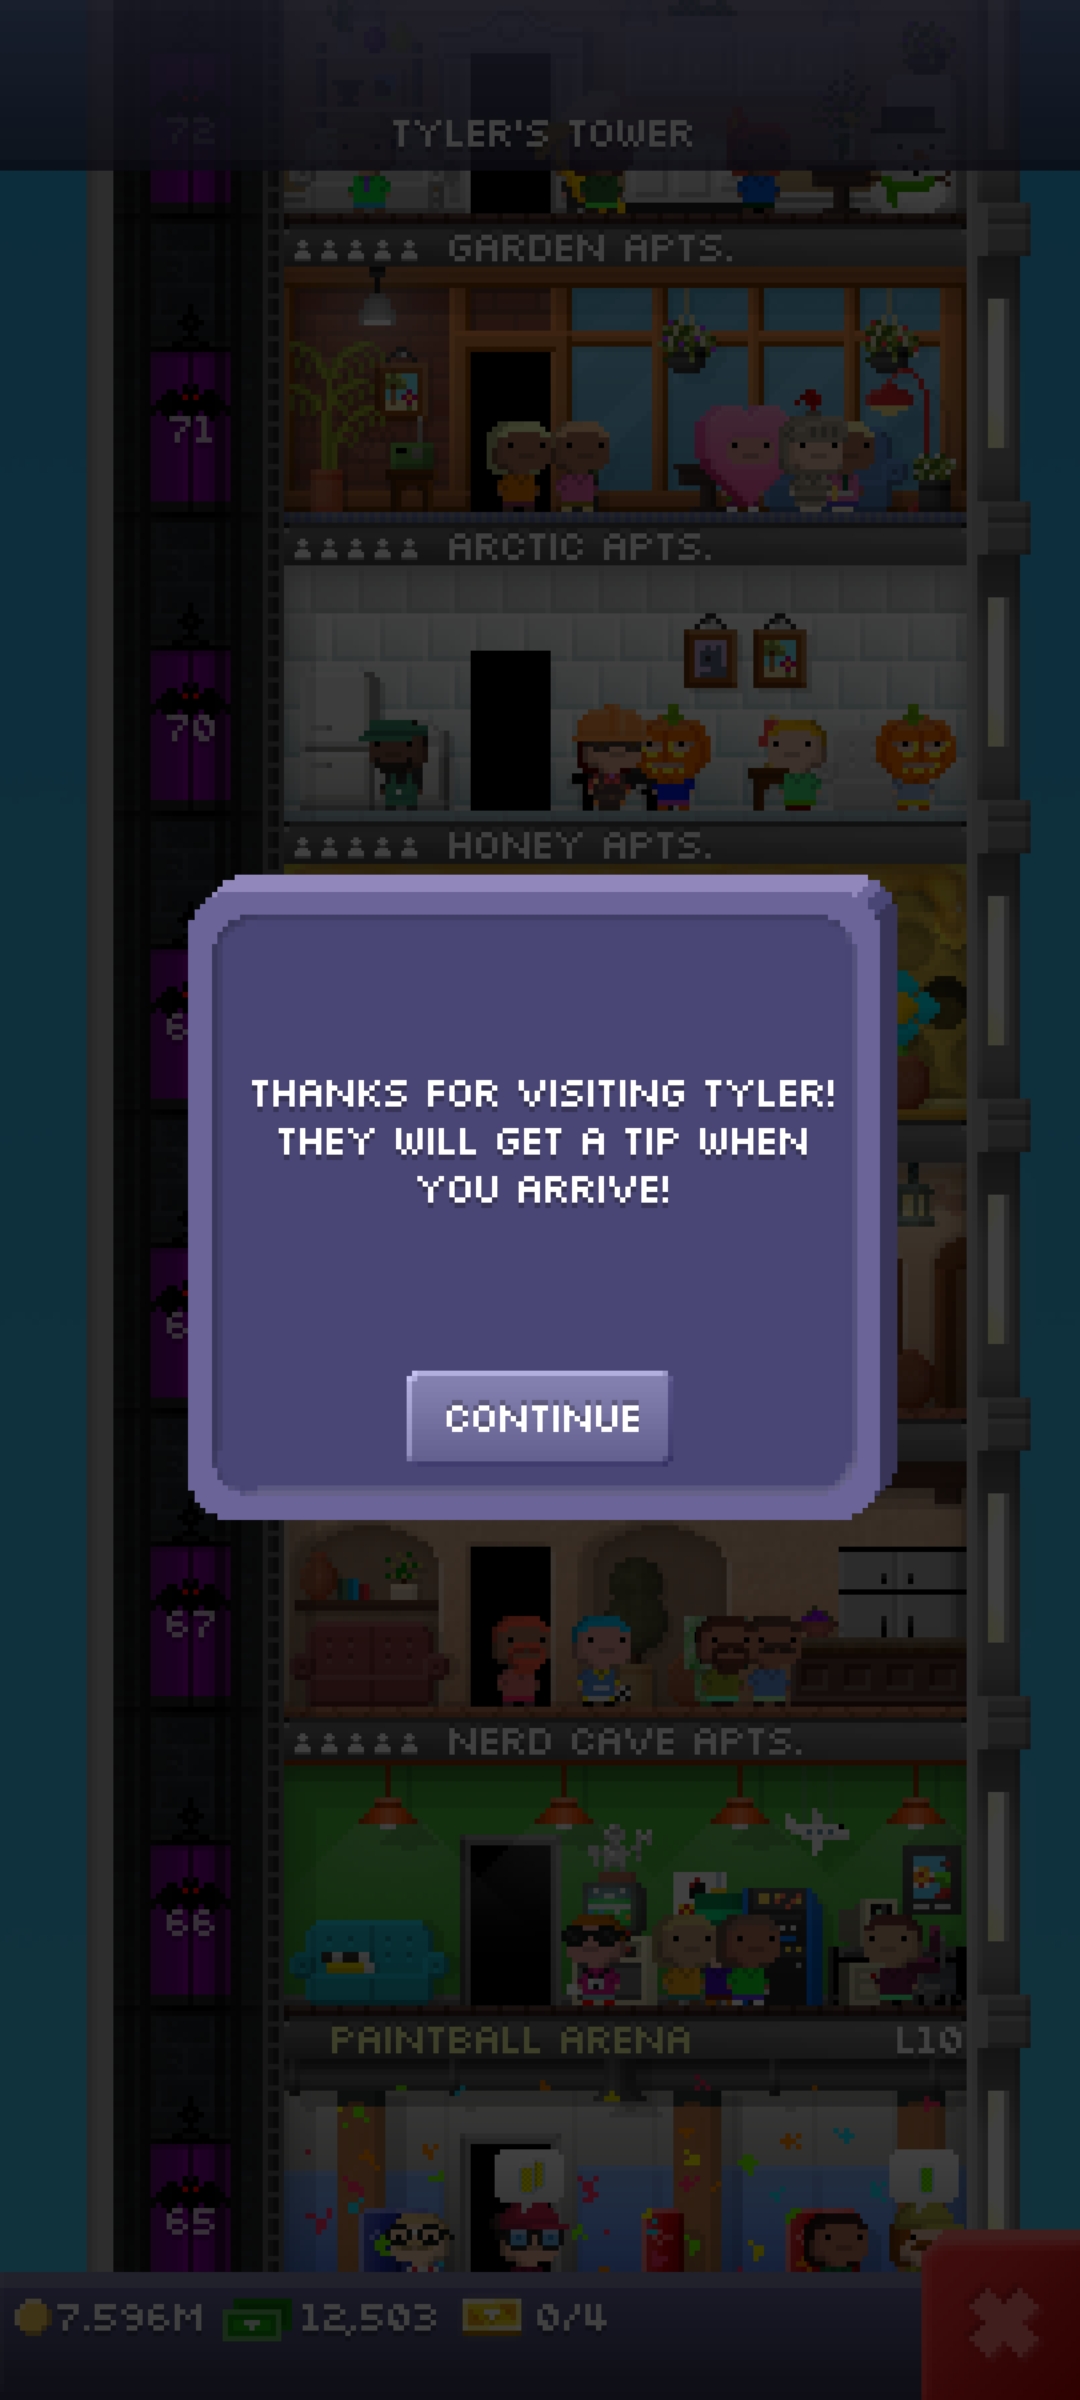 72
TYLER'S TOWER
GARDEN APTS.
71
ARCTIC APTS.
70
HONEY APTS.
6
THANKS FOR VISITING TYLER!
THEY WILL GET A TIP WHEN
YOU ARRIVE!
6
CONTINUE
67
NERD CAVE APTS.
66
PAINTBALL ARENA L10
65
7.596M 12,503 0/4